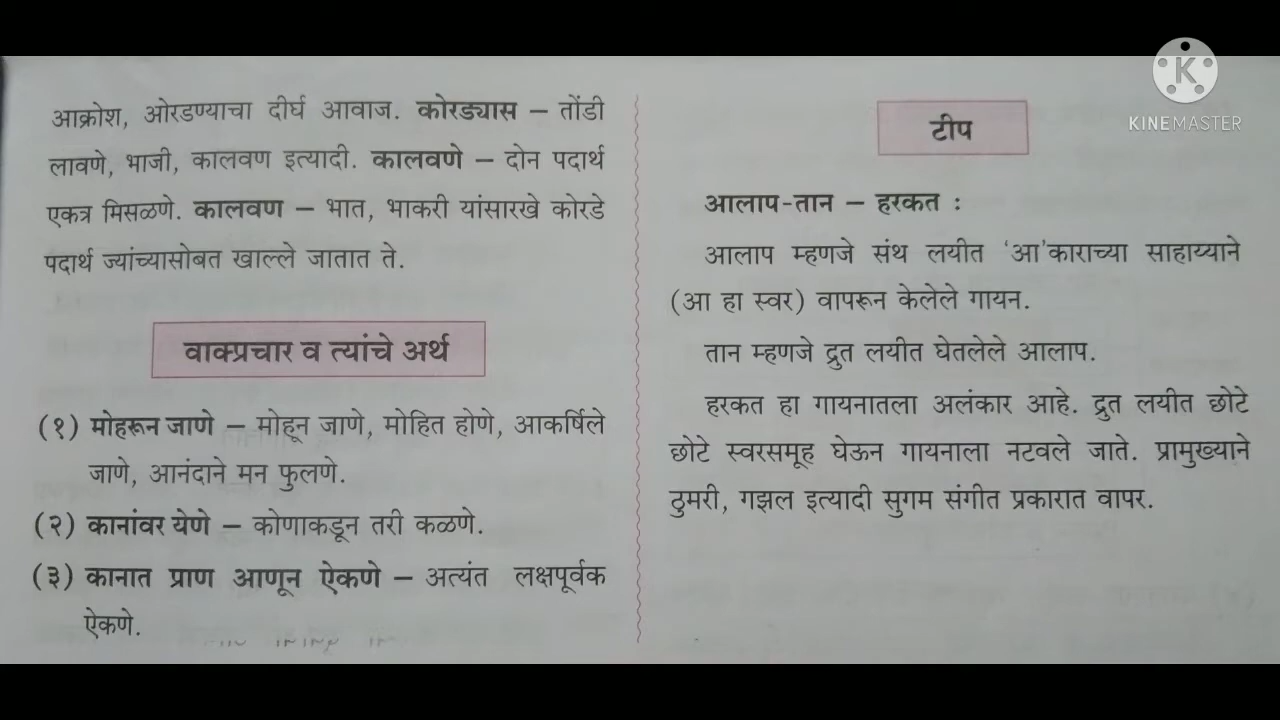 आक्रोश, ओरडण्याचा दीर्घ आवाज. कोरड्यास – तोंडी
लावणे, भाजी, कालवण इत्यादी. कालवणे – दोन पदार्थ
एकत्र मिसळणे. कालवण – भात, भाकरी यांसारखे कोरडे
पदार्थ ज्यांच्यासोबत खाल्ले जातात ते.
वाक्प्रचार व त्यांचे अर्थ
(१) मोहरून जाणे – मोहून जाणे, मोहित होणे, आकर्षिले
जाणे, आनंदाने मन फुलणे.
(२) कानांवर येणे – कोणाकडून तरी कळणे.
(३) कानात प्राण आणून ऐकणे – अत्यंत लक्षपूर्वक
ऐकणे.
टीप
आलाप-तान – हरकत :
आलाप म्हणजे संथ लयीत 'आ'काराच्या साहाय्याने
(आ हा स्वर) वापरून केलेले गायन.
तान म्हणजे द्रुत लयीत घेतलेले आलाप.
हरकत हा गायनातला अलंकार आहे. द्रुत लयीत छोटे
छोटे स्वरसमूह घेऊन गायनाला नटवले जाते. प्रामुख्याने
ठुमरी, गझल इत्यादी सुगम संगीत प्रकारात वापर.
K
KINEMASTER